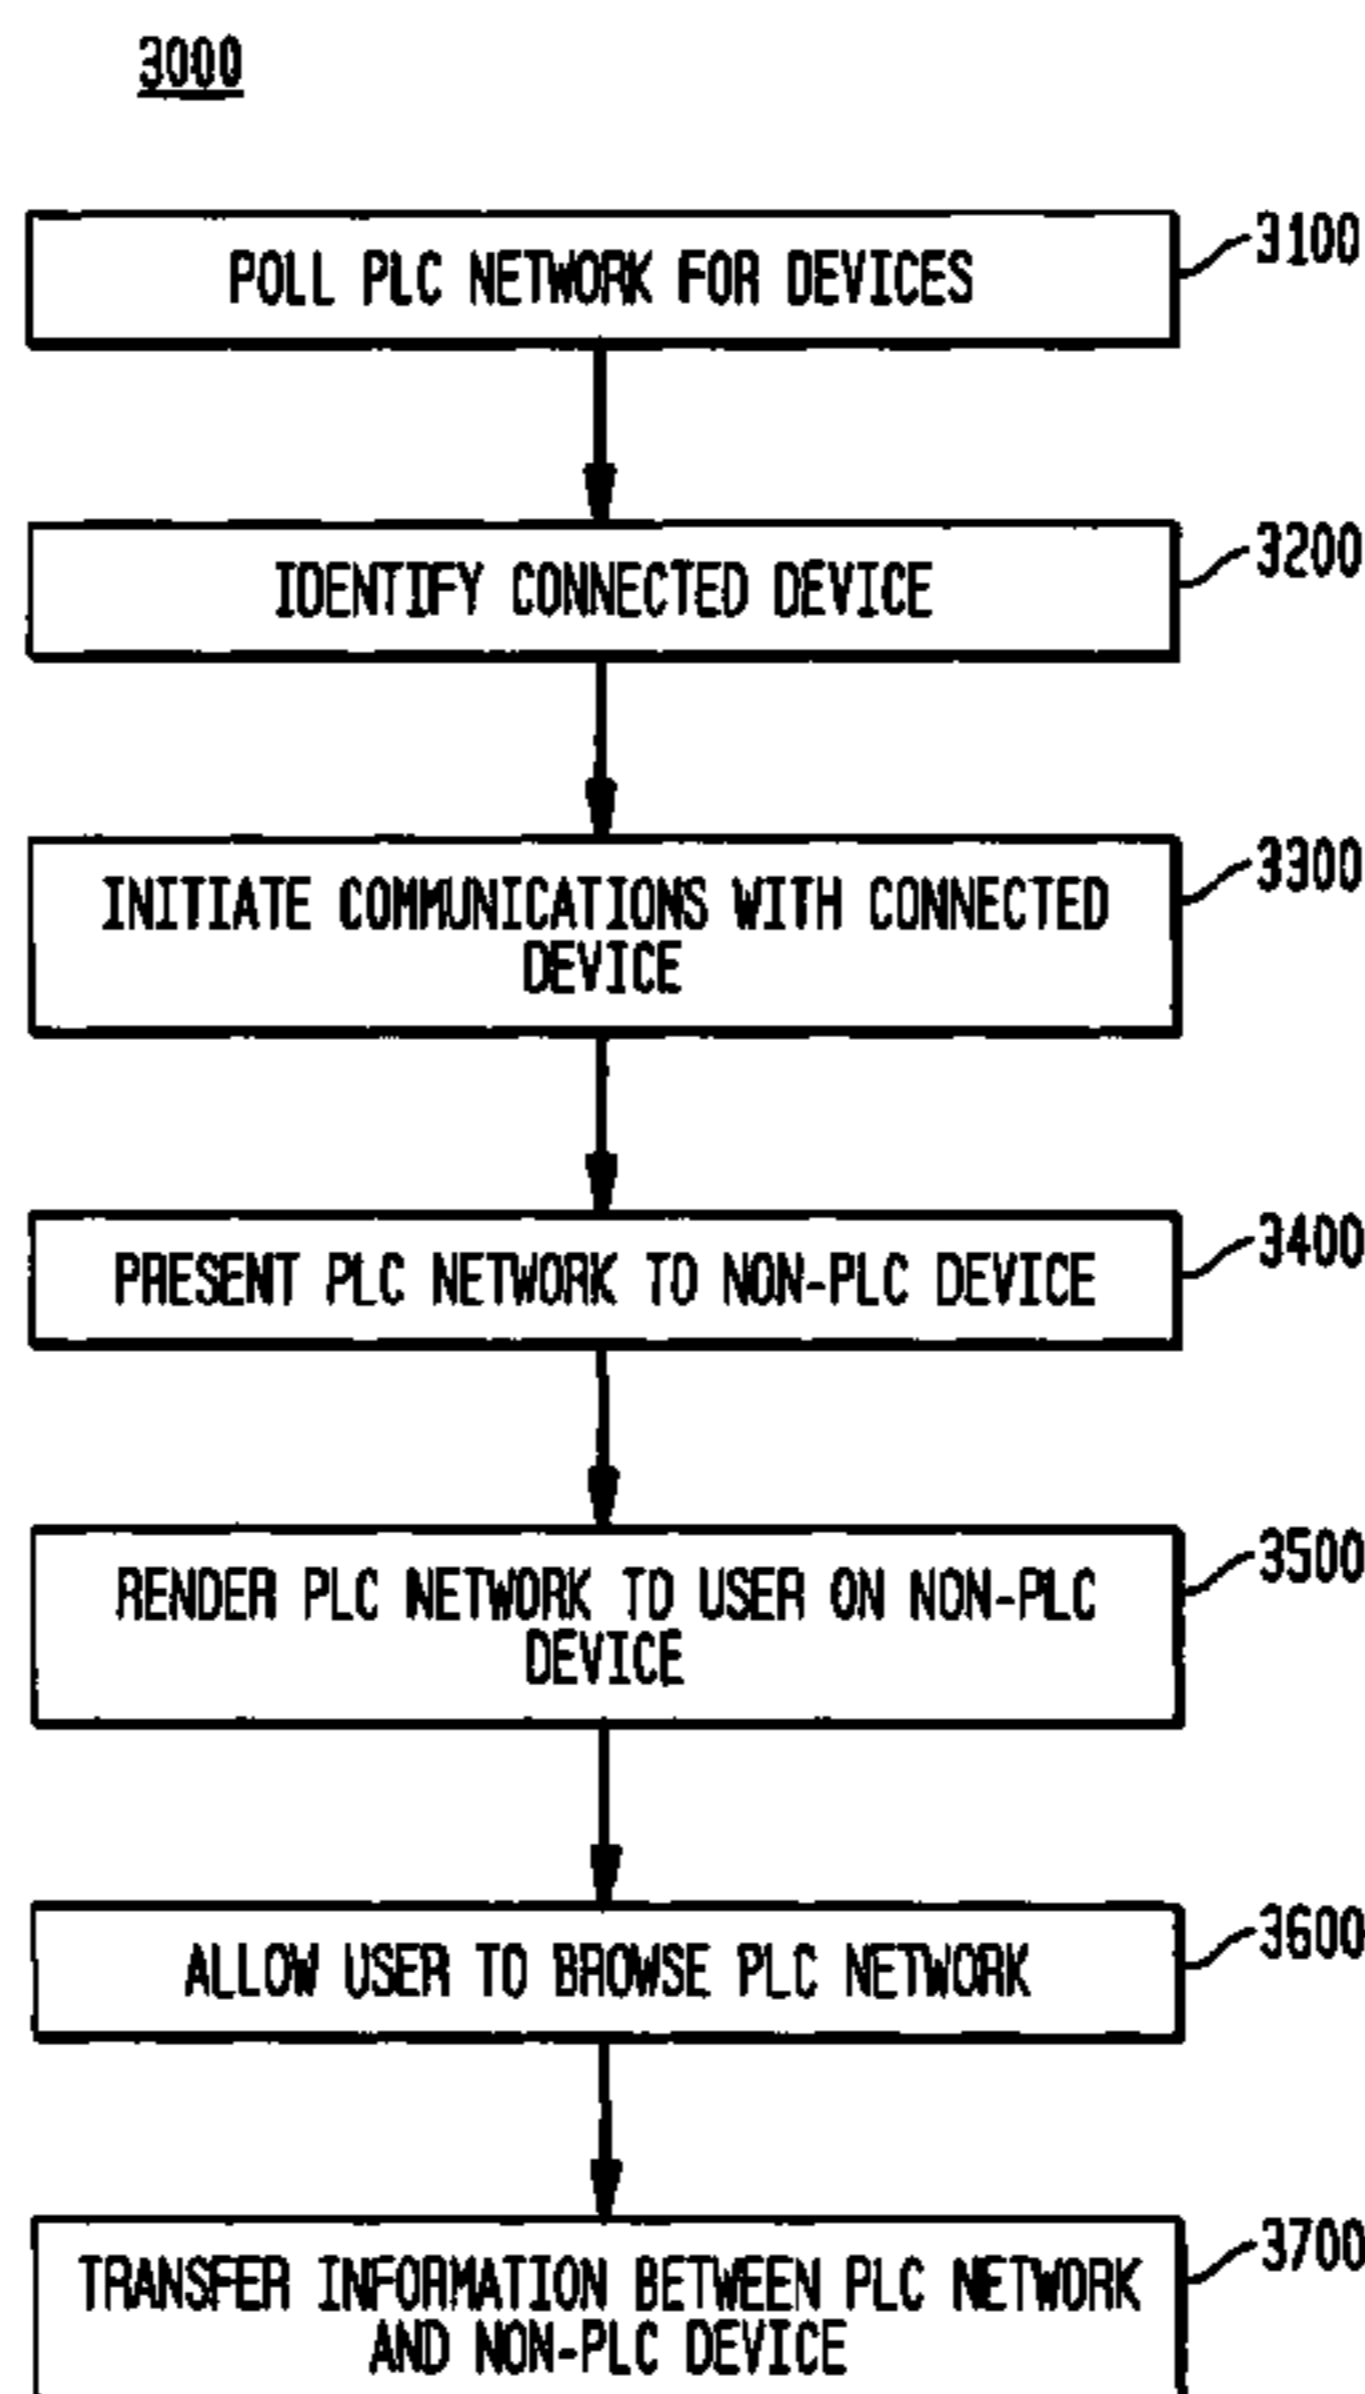 3000
POLL PLC NETWORK FOR DEVICES
3100
IDENTIFY CONNECTED DEVICE
3200
INITIATE COMMUNICATIONS WITH CONNECTED
DEVICE
3300
PRESENT PLC NETWORK TO NON-PLC DEVICE
3400
RENDER PLC NETWORK TO USER ON NON-PLC
DEVICE
3500
ALLOW USER TO BROWSE PLC NETWORK
3600
TRANSFER INFORMATION BETWEEN PLC NETWORK
AND NON-PLC DEVICE
3700